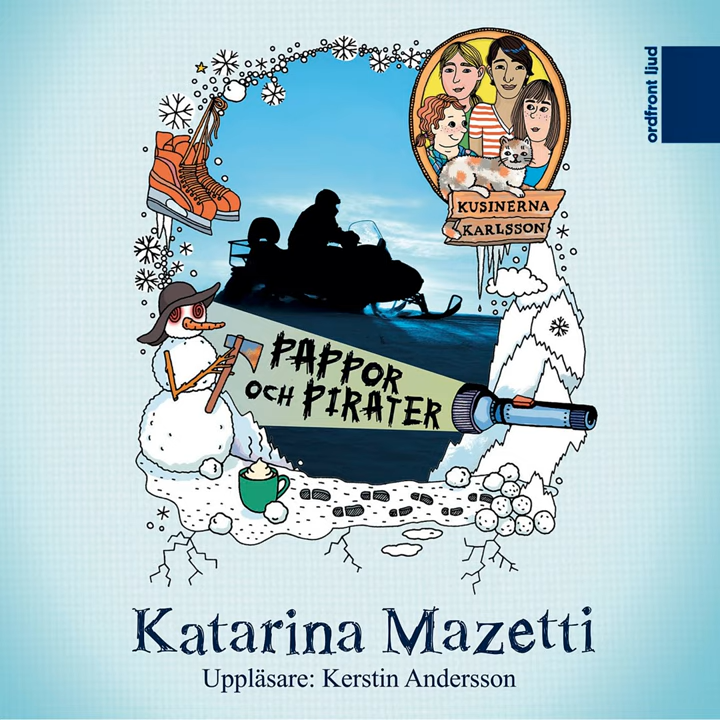 ordfront ljud
KUSINERNA
KARLSSON
PAPPOR
OCH PIRATER
Katarina Mazetti
Uppläsare: Kerstin Andersson